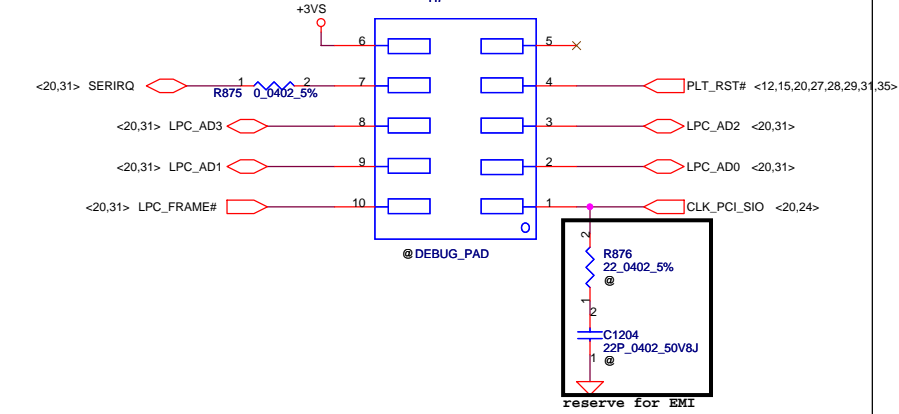 +3VS
6 5
<20,31> SERIRQ 1 2 7 4 PLT_RST# <12,15,20,27,28,29,31,35>
R875 0_0402_5%
<20,31> LPC_AD3 8 3 LPC_AD2 <20,31>
<20,31> LPC_AD1 9 2 LPC_AD0 <20,31>
<20,31> LPC_FRAME# 10 1 CLK_PCI_SIO <20,24>
@DEBUG_PAD
2
R876
22_0402_5%
@
1
2
C1204
22P_0402_50V8J
1
@
reserve for EMI